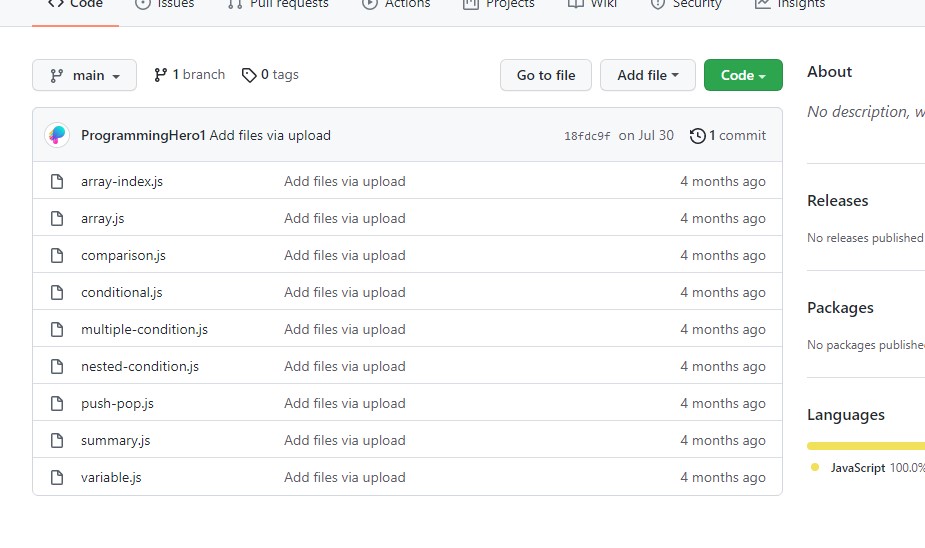 Code Issues Pull requests Actions Projects Wiki Security Insights
main 1 branch 0 tags Go to file Add file Code
About
No description, w
ProgrammingHero1 Add files via upload 18fdc9f on Jul 30 1 commit
array-index.js Add files via upload 4 months ago
array.js Add files via upload 4 months ago
comparison.js Add files via upload 4 months ago
conditional.js Add files via upload 4 months ago
multiple-condition.js Add files via upload 4 months ago
nested-condition.js Add files via upload 4 months ago
push-pop.js Add files via upload 4 months ago
summary.js Add files via upload 4 months ago
variable.js Add files via upload 4 months ago
Releases
No releases published
Packages
No packages publishe
Languages
JavaScript 100.0%